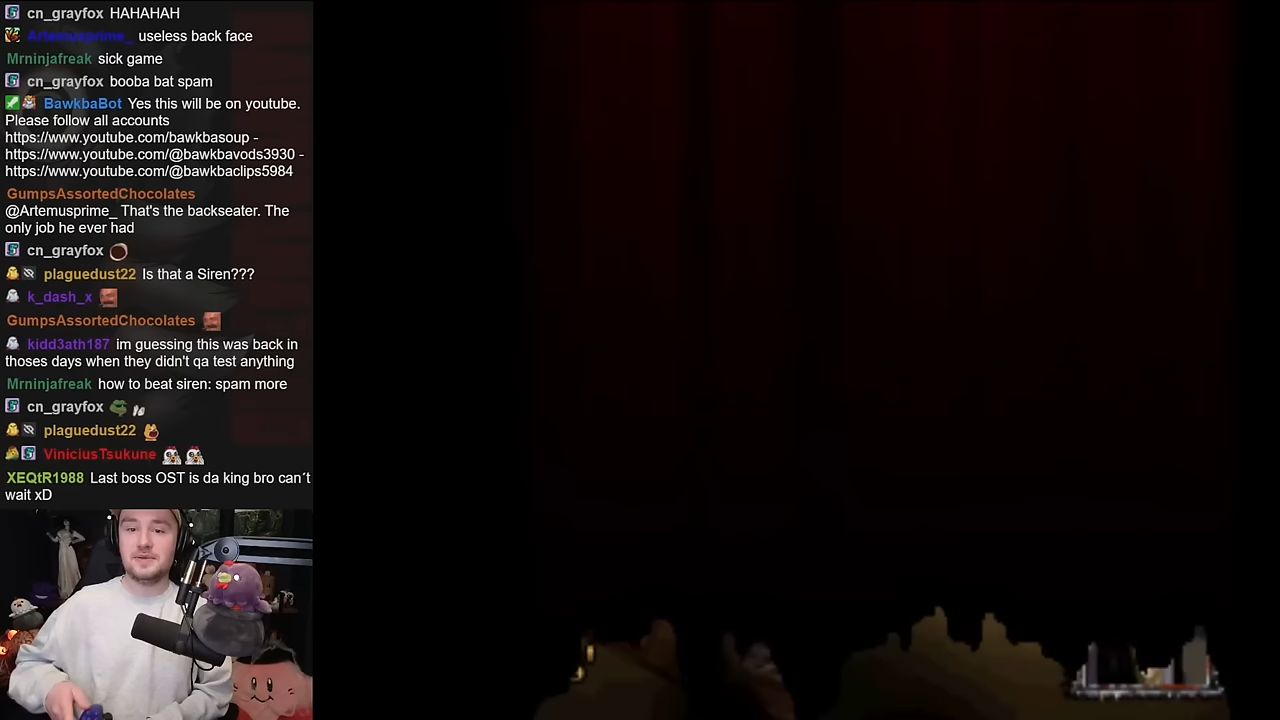 cn_grayfox HAHAHAH
Artemusprime_ useless back face
Mrninjafreak sick game
cn_grayfox booba bat spam
BawkbaBot Yes this will be on youtube.
Please follow all accounts
https://www.youtube.com/bawkbasoup -
https://www.youtube.com/@bawkbavods3930 -
https://www.youtube.com/@bawkbaclips5984
GumpsAssortedChocolates
@Artemusprime_ That's the backseater. The
only job he ever had
cn_grayfox
plaguedust22 Is that a Siren???
k_dash_x
GumpsAssortedChocolates
kidd3ath187 im guessing this was back in
thoses days when they didn't qa test anything
Mrninjafreak how to beat siren: spam more
cn_grayfox
plaguedust22
ViniciusTsukune
XEQtR1988 Last boss OST is da king bro can´t
wait xD